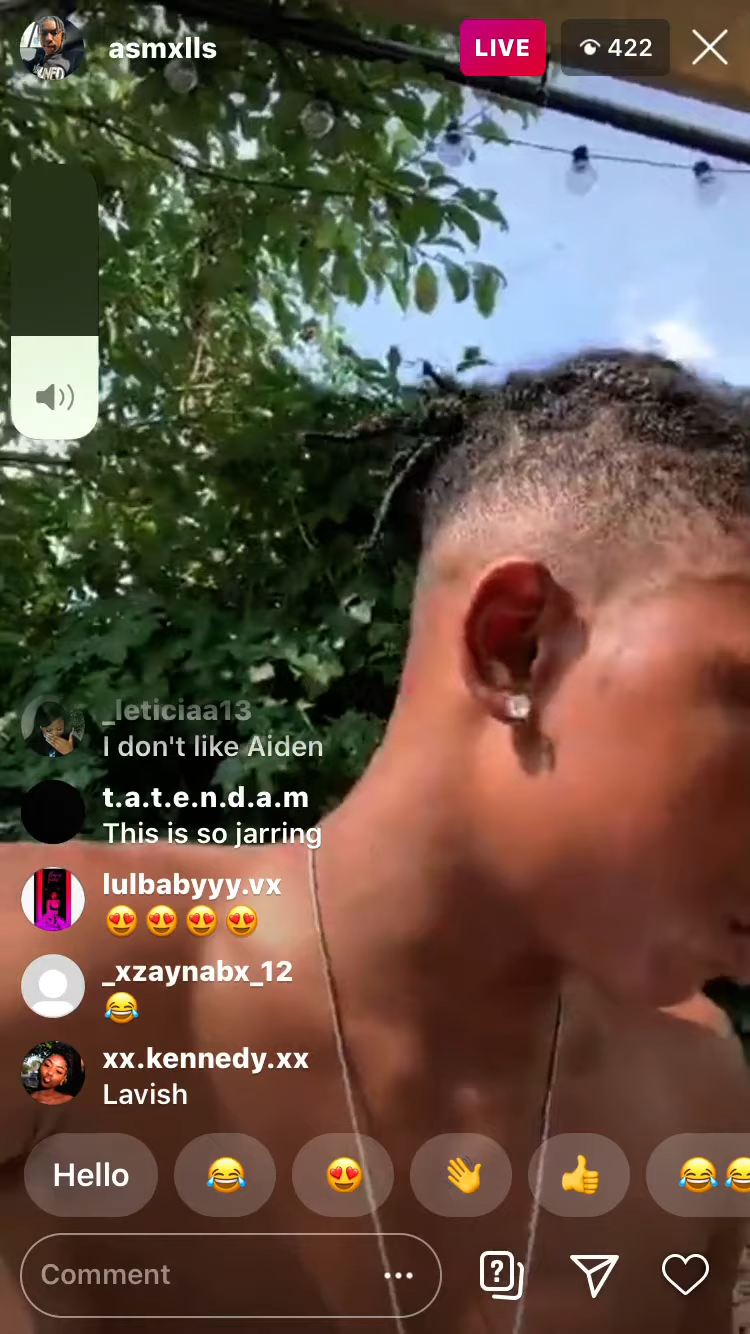 asmxlls
LIVE
422
_leticiaa13
I don't like Aiden
t.a.t.e.n.d.a.m
This is so jarring
lulbabyyy.vx
😍 😍 😍 😍
_xzaynabx_12
😂
xx.kennedy.xx
Lavish
Hello 😂 😍 👋 👍 😂 😂
Comment